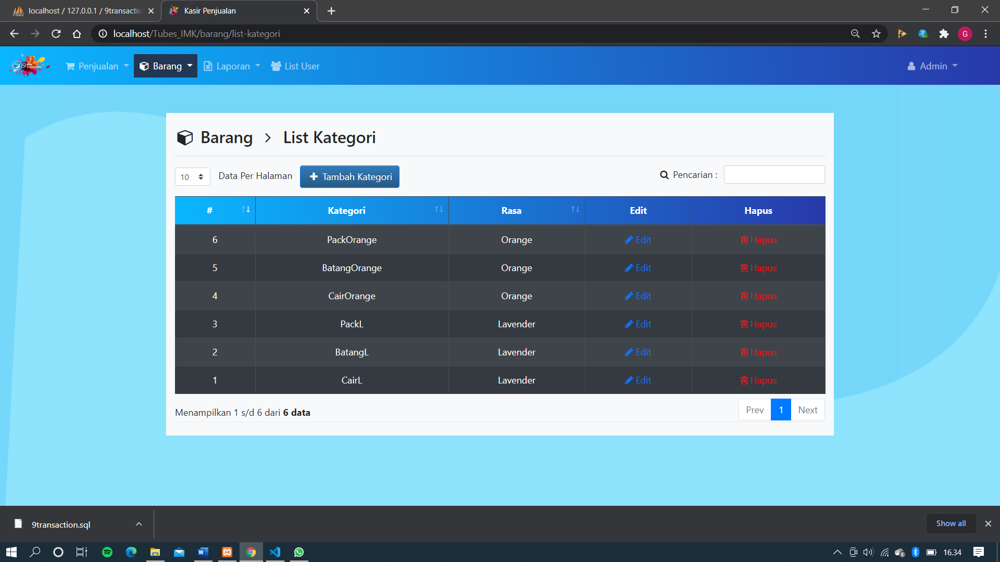 localhost / 127.0.0.1 / 9transactio
Kasir Penjualan
localhost/Tubes_IMK/barang/list-kategori
G
9
Penjualan Barang Laporan List User Admin
Barang > List Kategori
10 Data Per Halaman + Tambah Kategori Pencarian :
# Kategori Rasa Edit Hapus
6 PackOrange Orange Edit Hapus
5 BatangOrange Orange Edit Hapus
4 CairOrange Orange Edit Hapus
3 PackL Lavender Edit Hapus
2 BatangL Lavender Edit Hapus
1 CairL Lavender Edit Hapus
Menampilkan 1 s/d 6 dari 6 data Prev 1 Next
9transaction.sql Show all
16.34